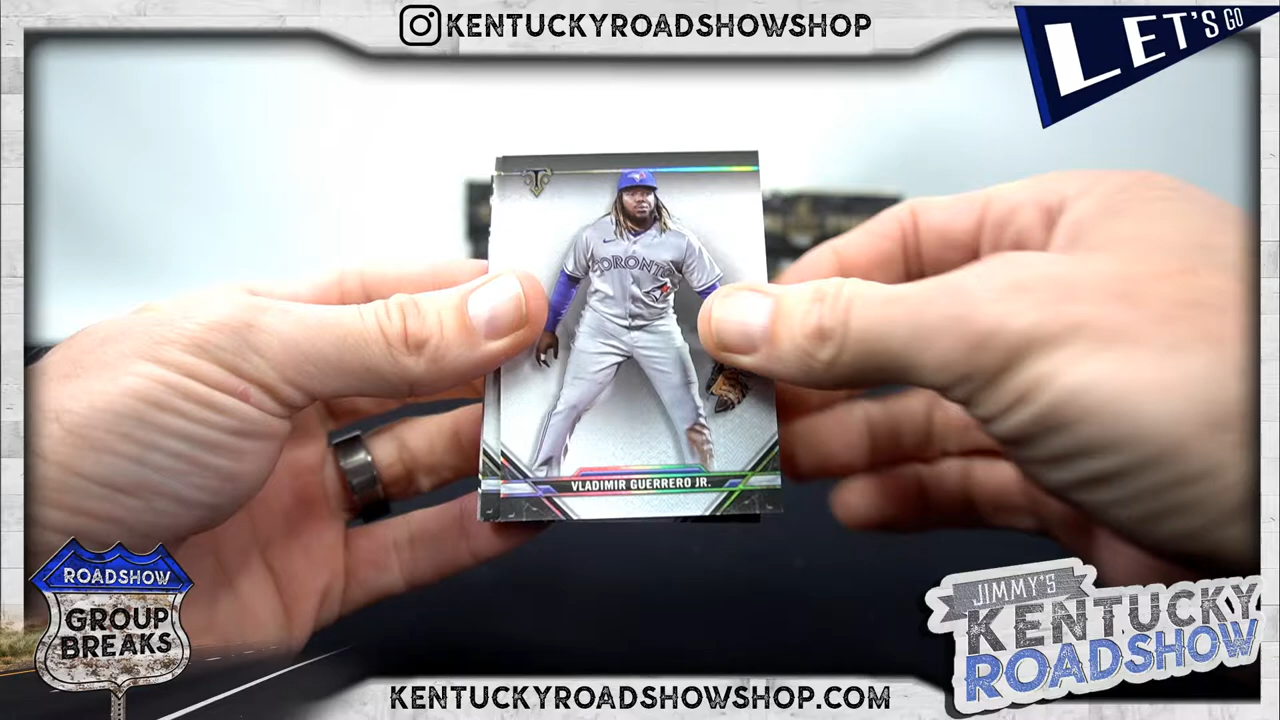 KENTUCKYROADSHOWSHOP
LET'S GO
TORONTO
VLADIMIR GUERRERO JR.
ROADSHOW
GROUP
BREAKS
JIMMY'S
KENTUCKY
ROADSHOW
KENTUCKYROADSHOWSHOP.COM